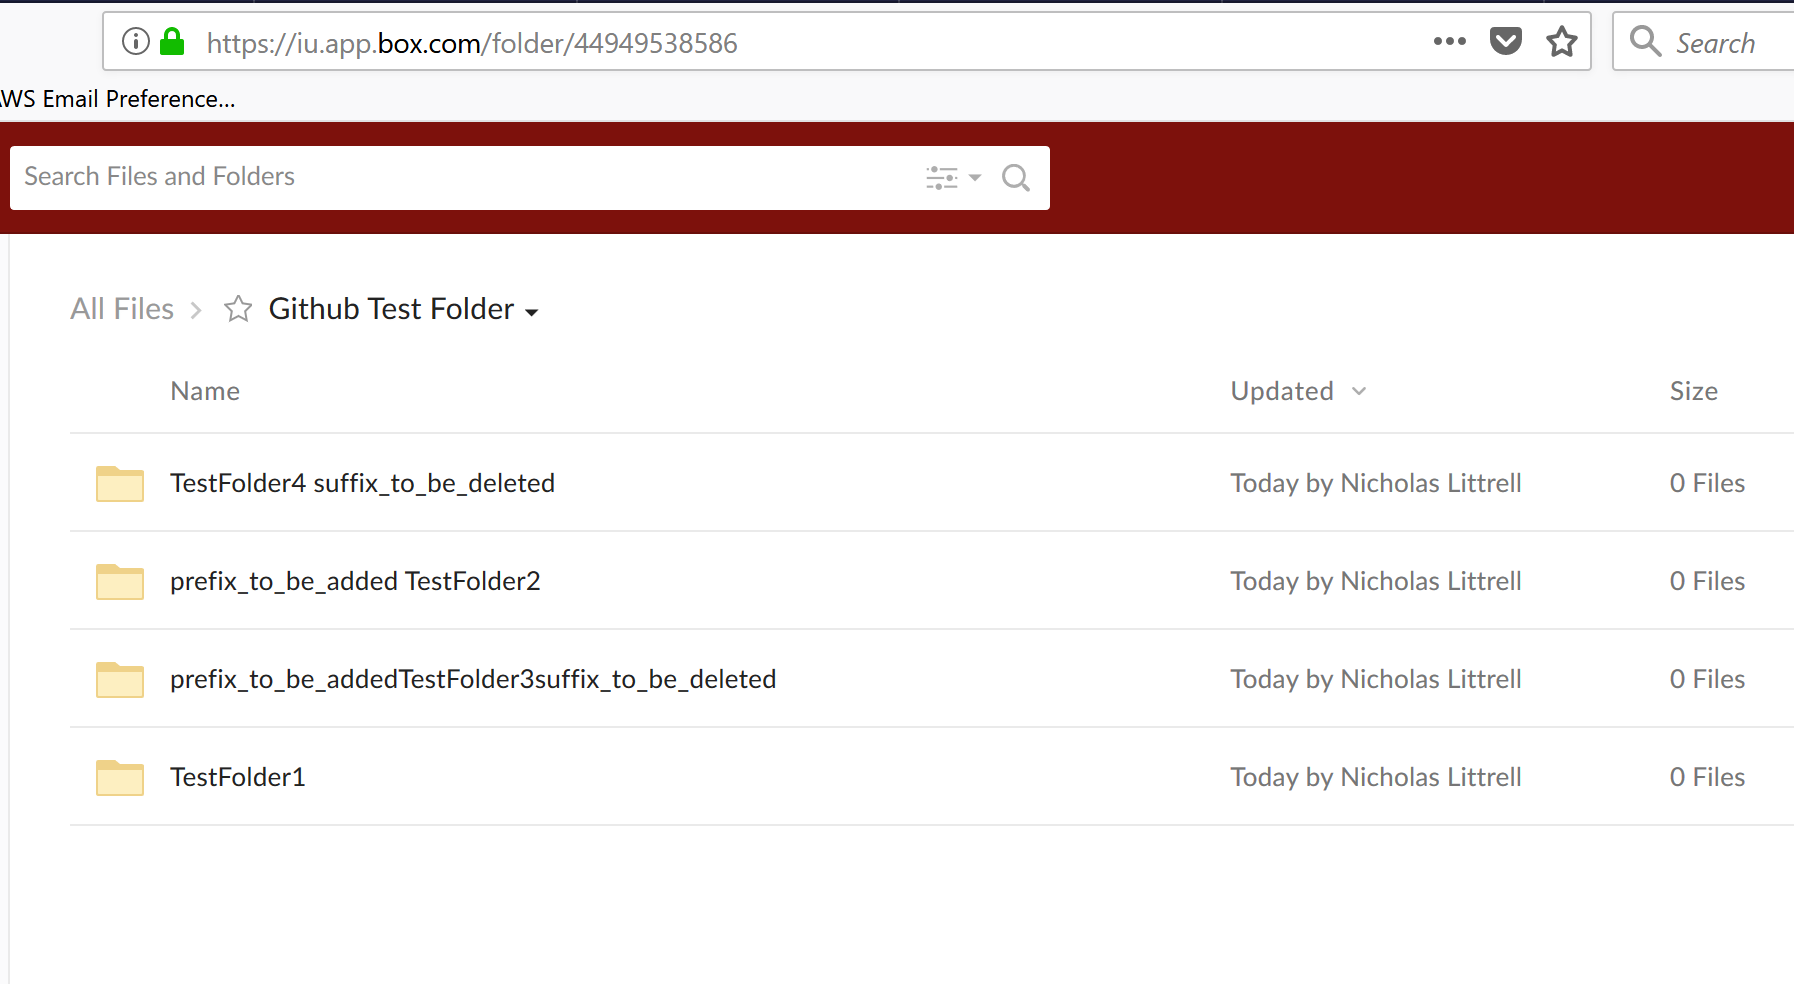 https://iu.app.box.com/folder/44949538586
Search
WS Email Preference...
Search Files and Folders
All Files > Github Test Folder
Name Updated Size
TestFolder4 suffix_to_be_deleted Today by Nicholas Littrell 0 Files
prefix_to_be_added TestFolder2 Today by Nicholas Littrell 0 Files
prefix_to_be_addedTestFolder3suffix_to_be_deleted Today by Nicholas Littrell 0 Files
TestFolder1 Today by Nicholas Littrell 0 Files